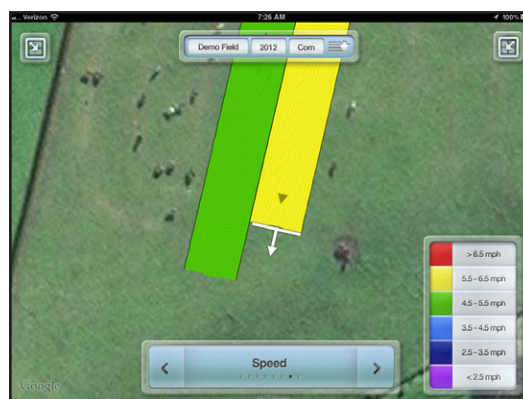 Verizon
7:26 AM
100%
Demo Field
2012
Corn
> 6.5 mph
5.5 - 6.5 mph
4.5 - 5.5 mph
3.5 - 4.5 mph
2.5 - 3.5 mph
< 2.5 mph
Speed
Google